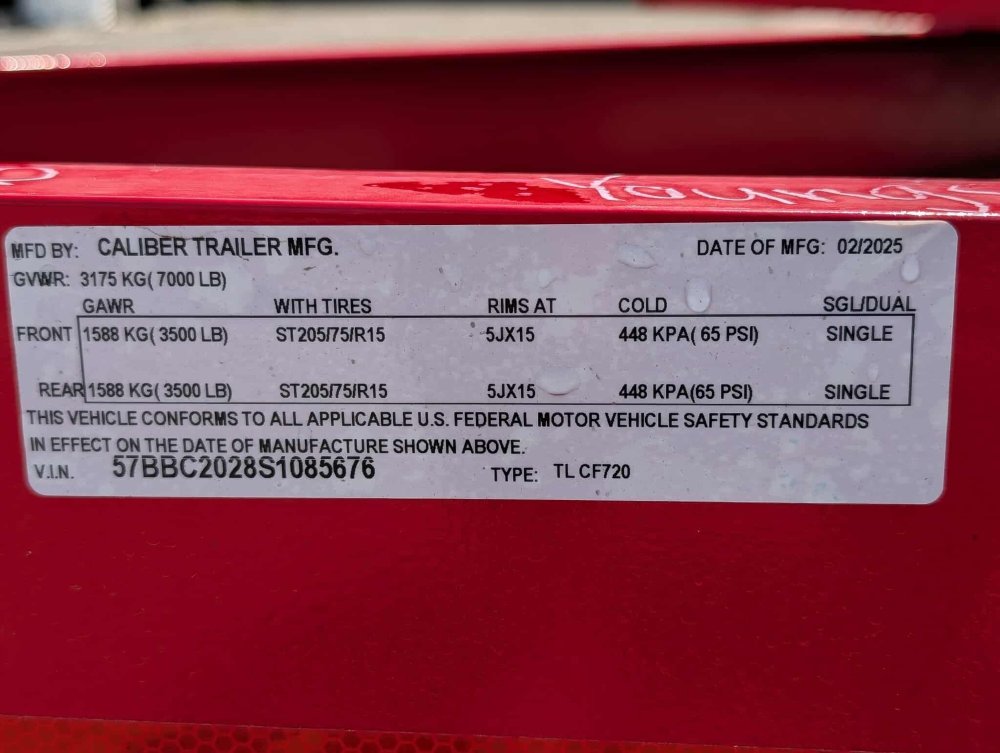 Youngs
MFD BY: CALIBER TRAILER MFG. DATE OF MFG: 02/2025
GVWR: 3175 KG( 7000 LB)
GAWR WITH TIRES RIMS AT COLD SGL/DUAL
FRONT 1588 KG( 3500 LB) ST205/75/R15 5JX15 448 KPA( 65 PSI) SINGLE
REAR 1588 KG( 3500 LB) ST205/75/R15 5JX15 448 KPA(65 PSI) SINGLE
THIS VEHICLE CONFORMS TO ALL APPLICABLE U.S. FEDERAL MOTOR VEHICLE SAFETY STANDARDS
IN EFFECT ON THE DATE OF MANUFACTURE SHOWN ABOVE.
V.I.N. 57BBC2028S1085676 TYPE: TL CF720